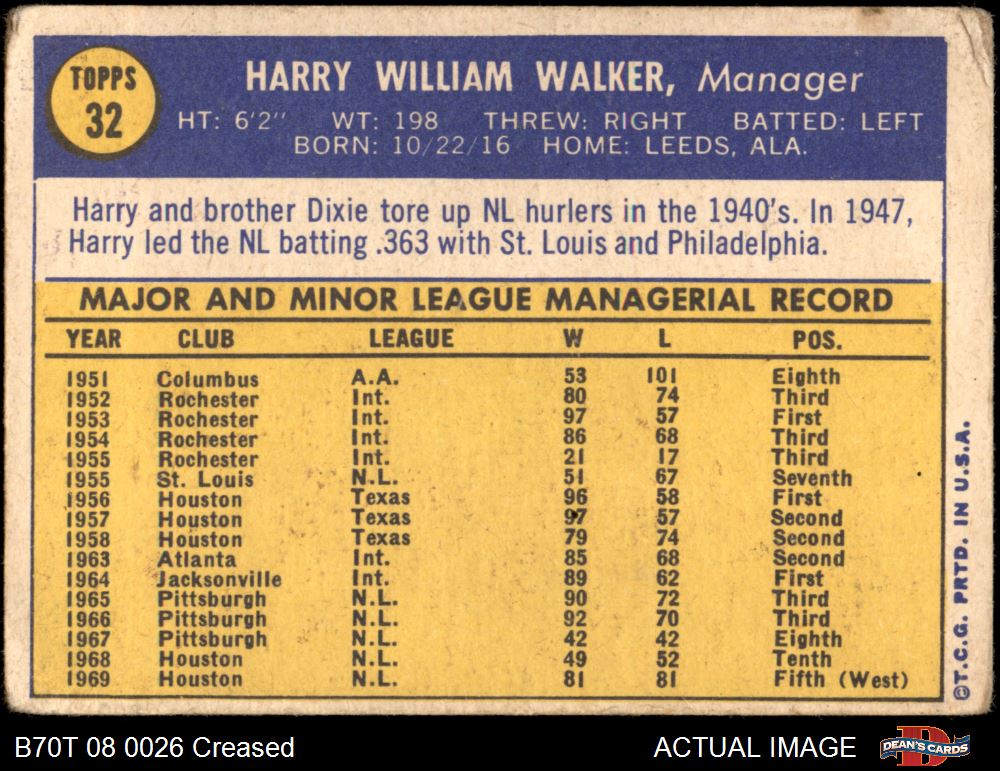 TOPPS
32
HARRY WILLIAM WALKER, Manager
HT: 6'2" WT: 198 THREW: RIGHT BATTED: LEFT
BORN: 10/22/16 HOME: LEEDS, ALA.
Harry and brother Dixie tore up NL hurlers in the 1940's. In 1947,
Harry led the NL batting .363 with St. Louis and Philadelphia.
MAJOR AND MINOR LEAGUE MANAGERIAL RECORD
YEAR CLUB LEAGUE W L POS.
1951 Columbus A.A. 53 101 Eighth
1952 Rochester Int. 80 74 Third
1953 Rochester Int. 97 57 First
1954 Rochester Int. 86 68 Third
1955 Rochester Int. 21 17 Third
1955 St. Louis N.L. 51 67 Seventh
1956 Houston Texas 96 58 First
1957 Houston Texas 97 57 Second
1958 Houston Texas 79 74 Second
1963 Atlanta Int. 85 68 Second
1964 Jacksonville Int. 89 62 First
1965 Pittsburgh N.L. 90 72 Third
1966 Pittsburgh N.L. 92 70 Third
1967 Pittsburgh N.L. 42 42 Eighth
1968 Houston N.L. 49 52 Tenth
1969 Houston N.L. 81 81 Fifth (West)
©T.C.G. PRTD. IN U.S.A.
B70T 08 0026 Creased
ACTUAL IMAGE
DEAN'S CARDS